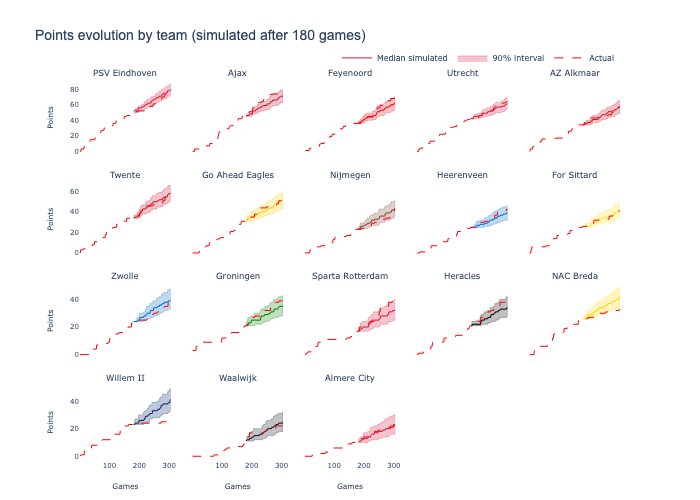 Points evolution by team (simulated after 180 games)
Median simulated 90% interval Actual
PSV Eindhoven Ajax Feyenoord Utrecht AZ Alkmaar
80
60
40
20
0
Points
Twente Go Ahead Eagles Nijmegen Heerenveen For Sittard
60
40
20
0
Points
Zwolle Groningen Sparta Rotterdam Heracles NAC Breda
40
20
0
Points
Willem II Waalwijk Almere City
40
20
0
Points
100 200 300 100 200 300 100 200 300
Games Games Games